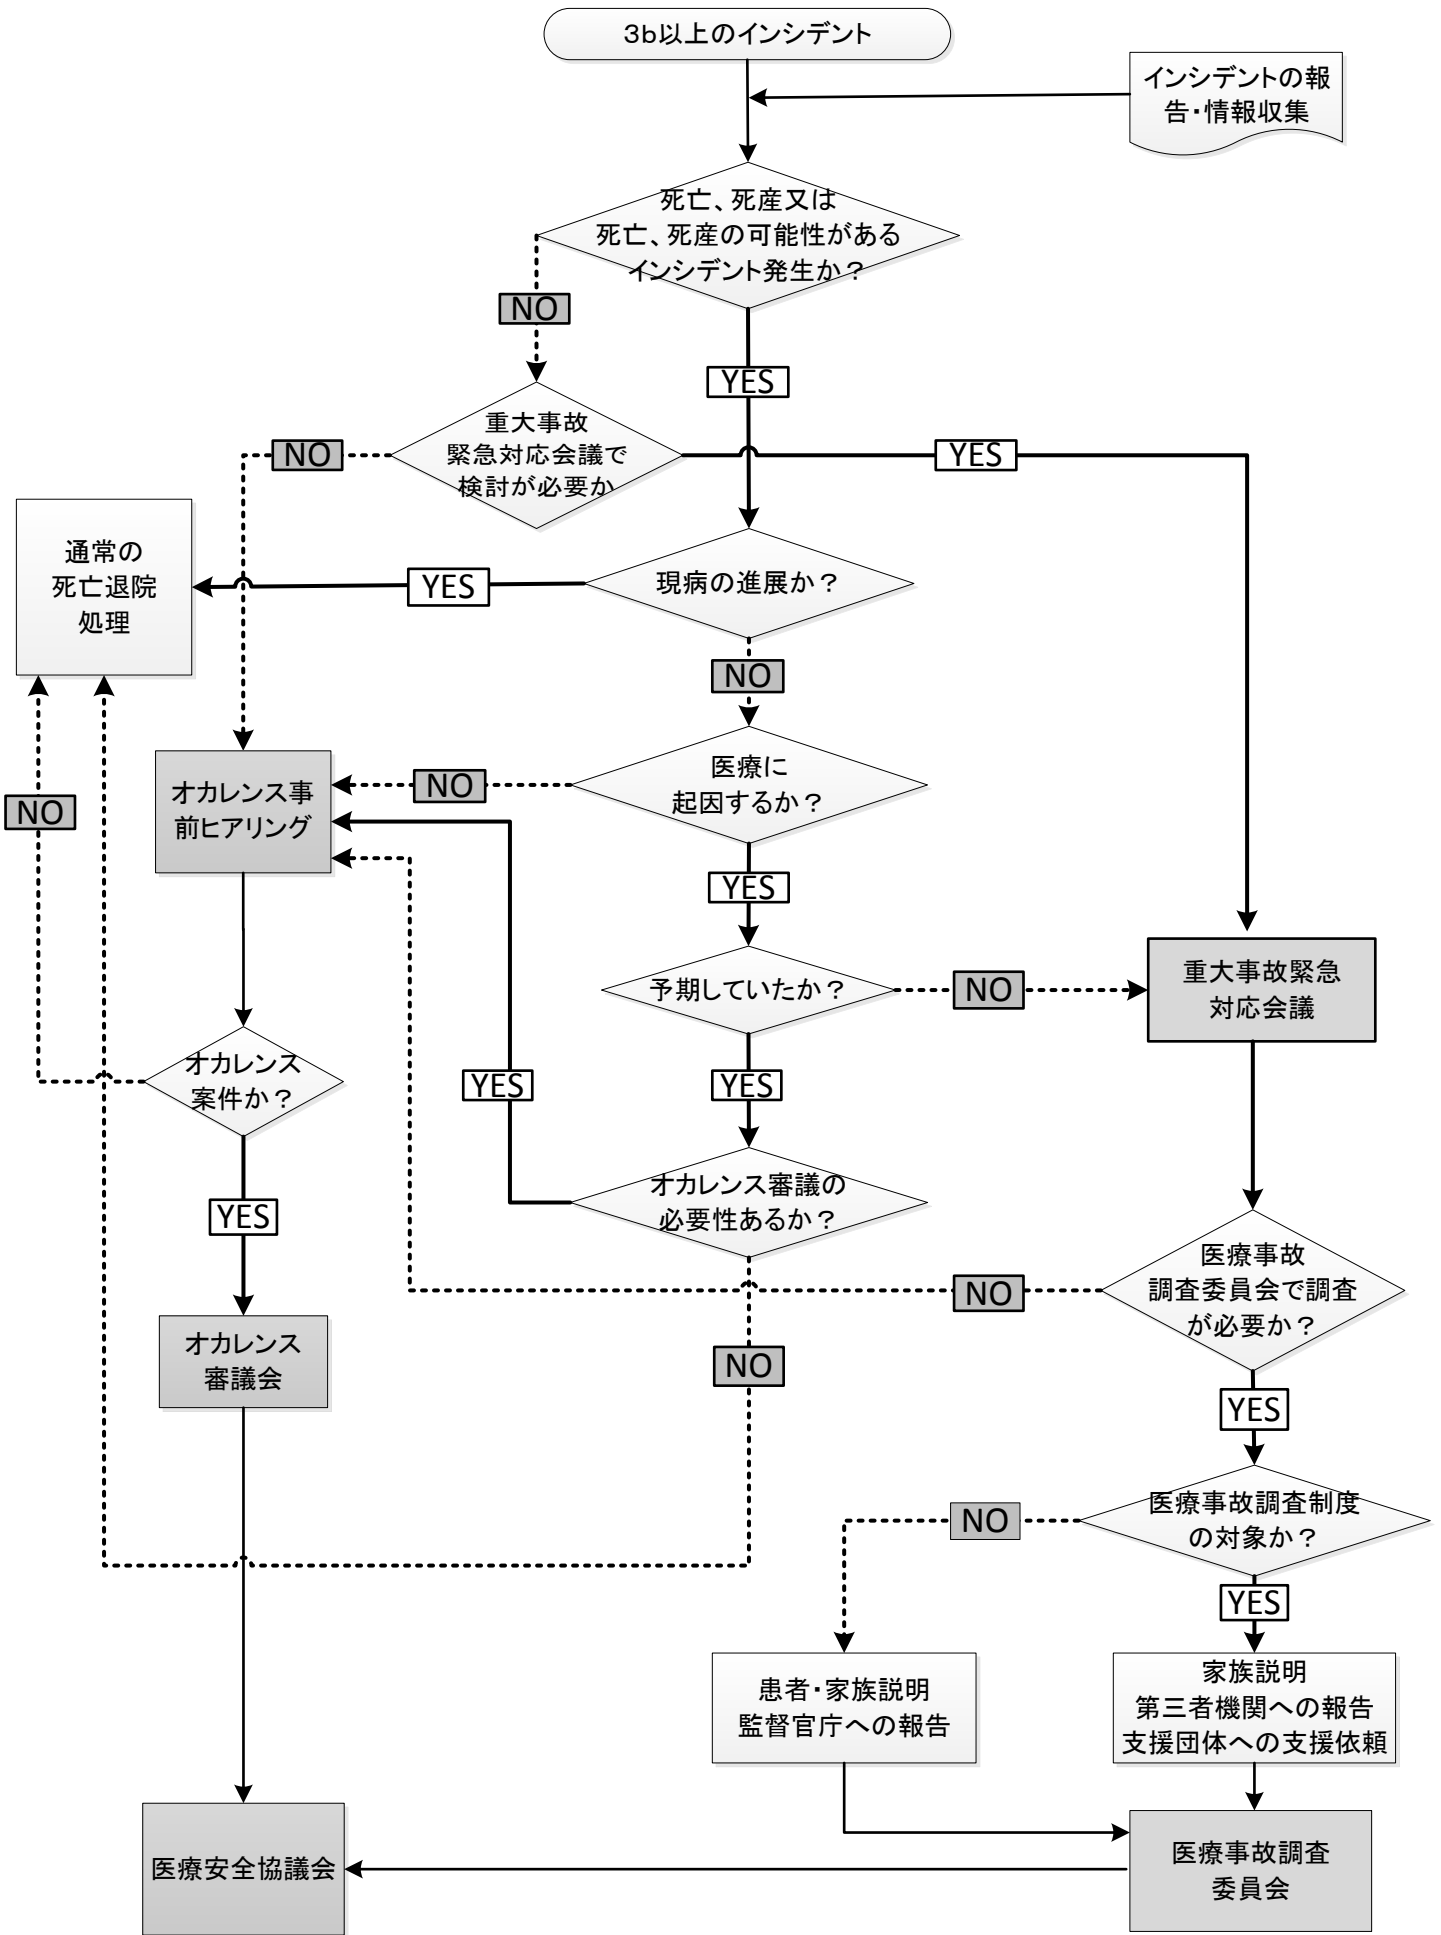 3b以上のインシデント
インシデントの報
告・情報収集
死亡、死産又は
死亡、死産の可能性がある
インシデント発生か？
NO
YES
重大事故
緊急対応会議で
検討が必要か
NO
YES
通常の
死亡退院
処理
YES
現病の進展か？
NO
オカレンス事
前ヒアリング
NO
医療に
起因するか？
NO
YES
予期していたか？
NO
重大事故緊急
対応会議
オカレンス
案件か？
YES
YES
オカレンス審議の
必要性あるか？
YES
医療事故
調査委員会で調査
が必要か？
NO
オカレンス
審議会
NO
YES
医療事故調査制度
の対象か？
NO
YES
患者・家族説明
監督官庁への報告
家族説明
第三者機関への報告
支援団体への支援依頼
医療安全協議会
医療事故調査
委員会